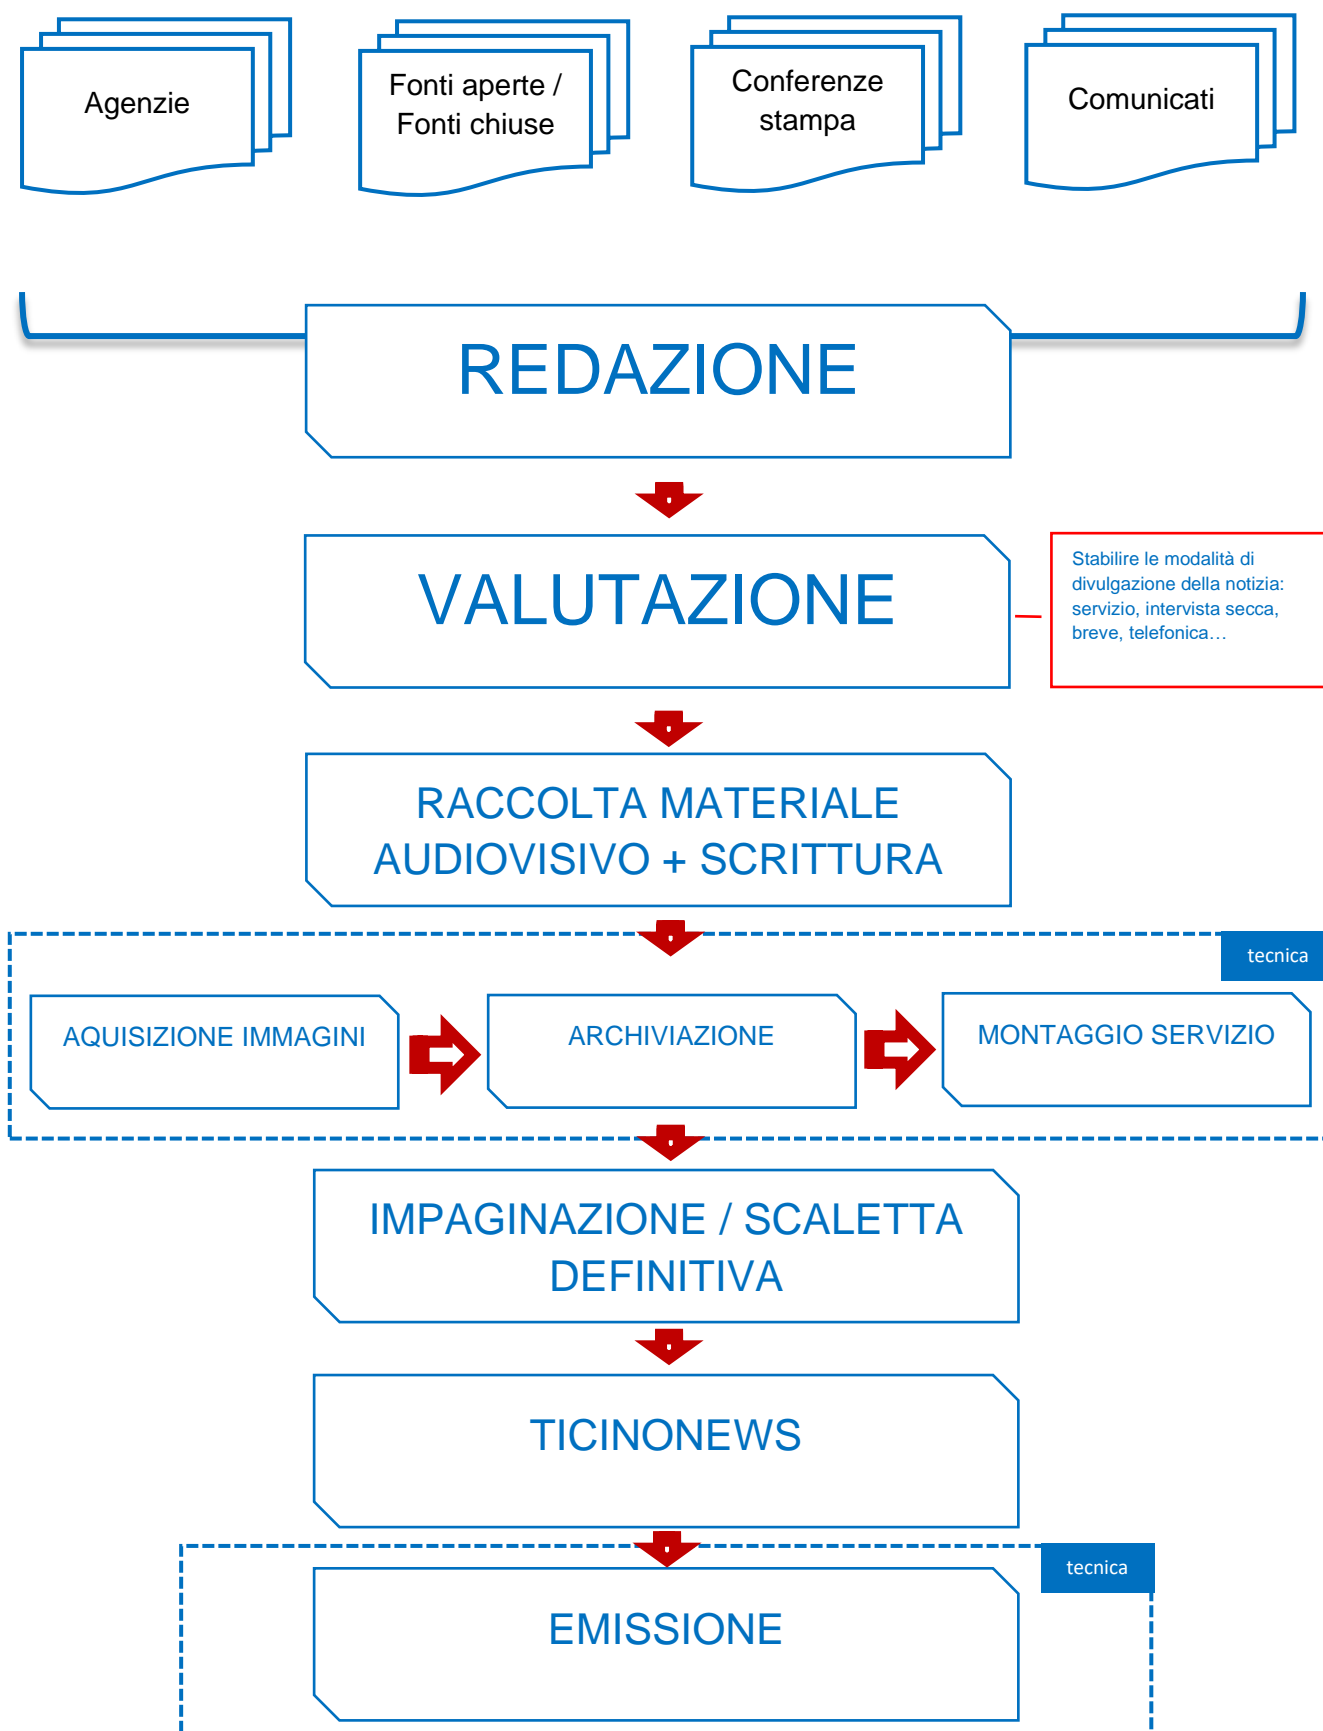 Agenzie
Fonti aperte /
Fonti chiuse
Conferenze
stampa
Comunicati
REDAZIONE
VALUTAZIONE
Stabilire le modalità di
divulgazione della notizia:
servizio, intervista secca,
breve, telefonica…
RACCOLTA MATERIALE
AUDIOVISIVO + SCRITTURA
tecnica
AQUISIZIONE IMMAGINI
ARCHIVIAZIONE
MONTAGGIO SERVIZIO
IMPAGINAZIONE / SCALETTA
DEFINITIVA
TICINONEWS
tecnica
EMISSIONE